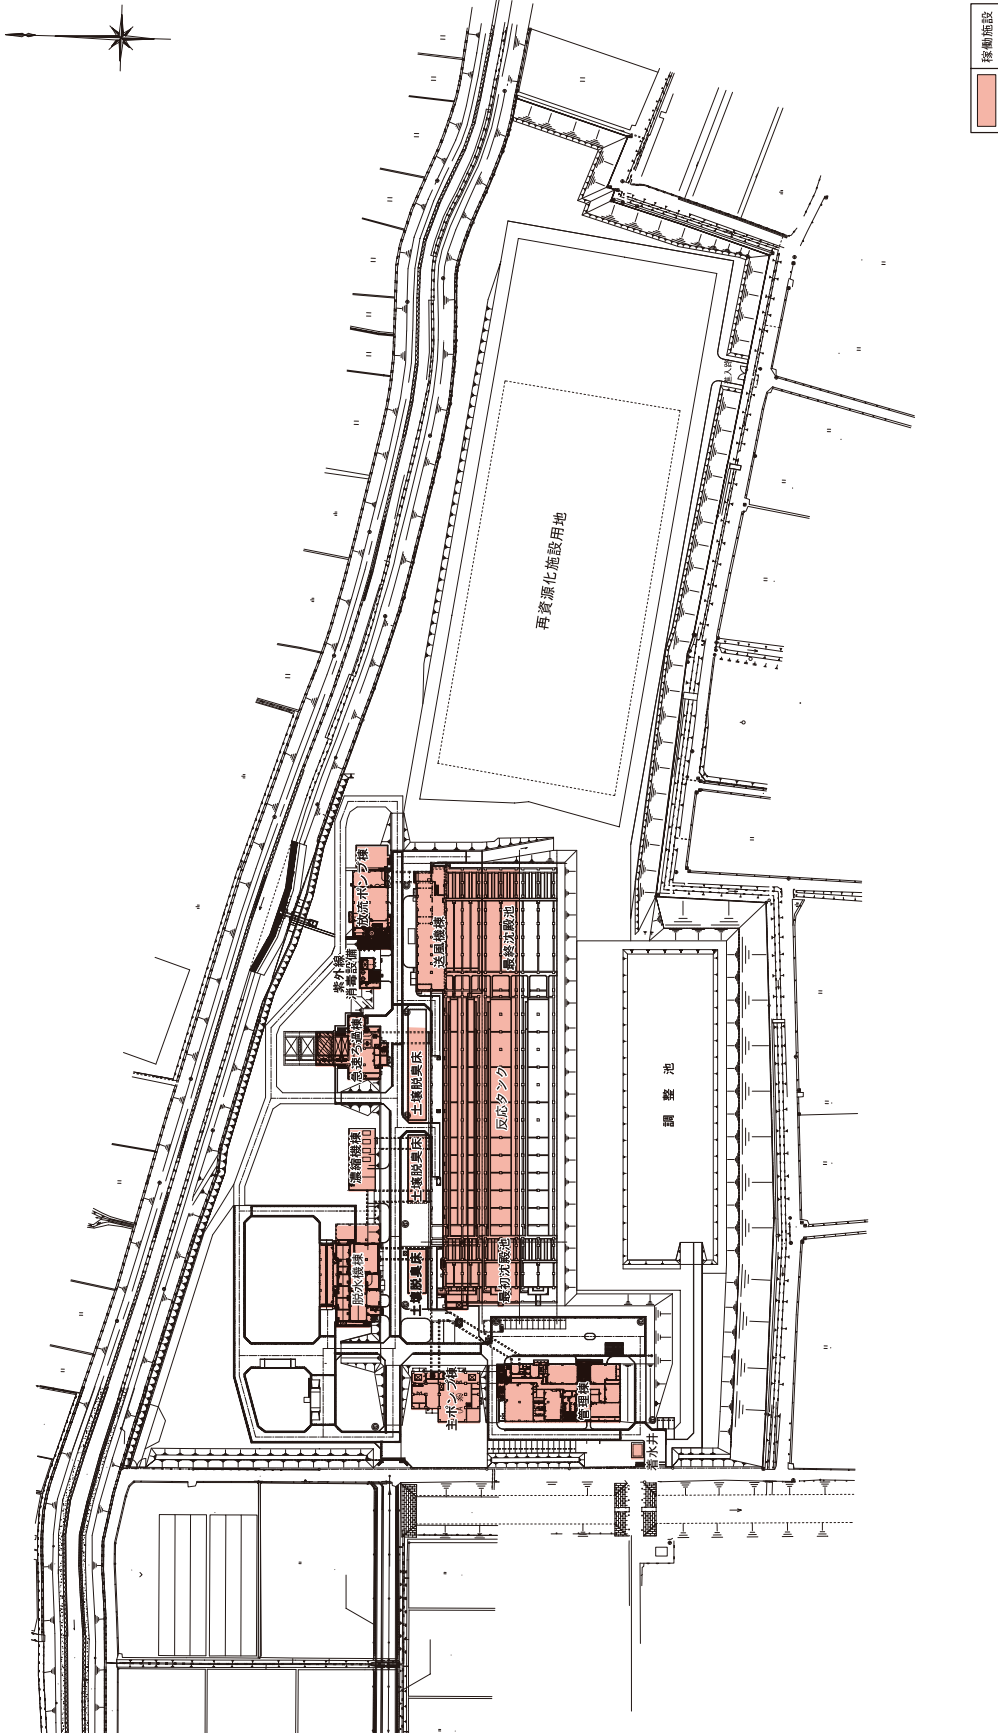 稼働施設
進入路
再資源化施設用地
放流ポンプ棟
紫外線
消毒設備
送風機棟
最終沈殿池
急速ろ過棟
土壌脱臭床
反応タンク
調整池
濃縮機棟
土壌脱臭床
脱水機棟
土壌脱臭床
最初沈殿池
主ポンプ棟
管理棟
着水井